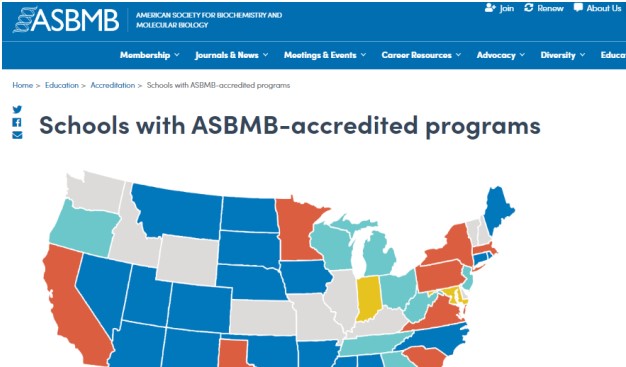 ASBMB
AMERICAN SOCIETY FOR BIOCHEMISTRY AND
MOLECULAR BIOLOGY
Join Renew About Us
Membership Journals & News Meetings & Events Career Resources Advocacy Diversity Educa
Home > Education > Accreditation > Schools with ASBMB-accredited programs
Schools with ASBMB-accredited programs